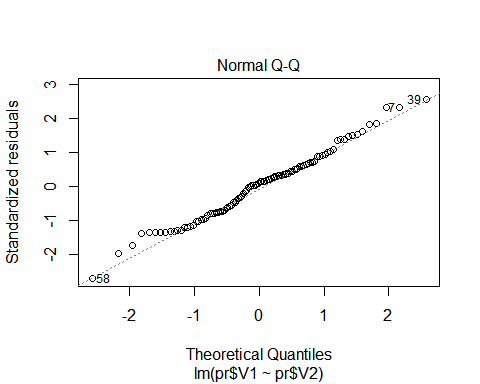 Normal Q-Q
Standardized residuals
3
2
1
0
-1
-2
39
7
58
-2 -1 0 1 2
Theoretical Quantiles
lm(pr$V1 ~ pr$V2)